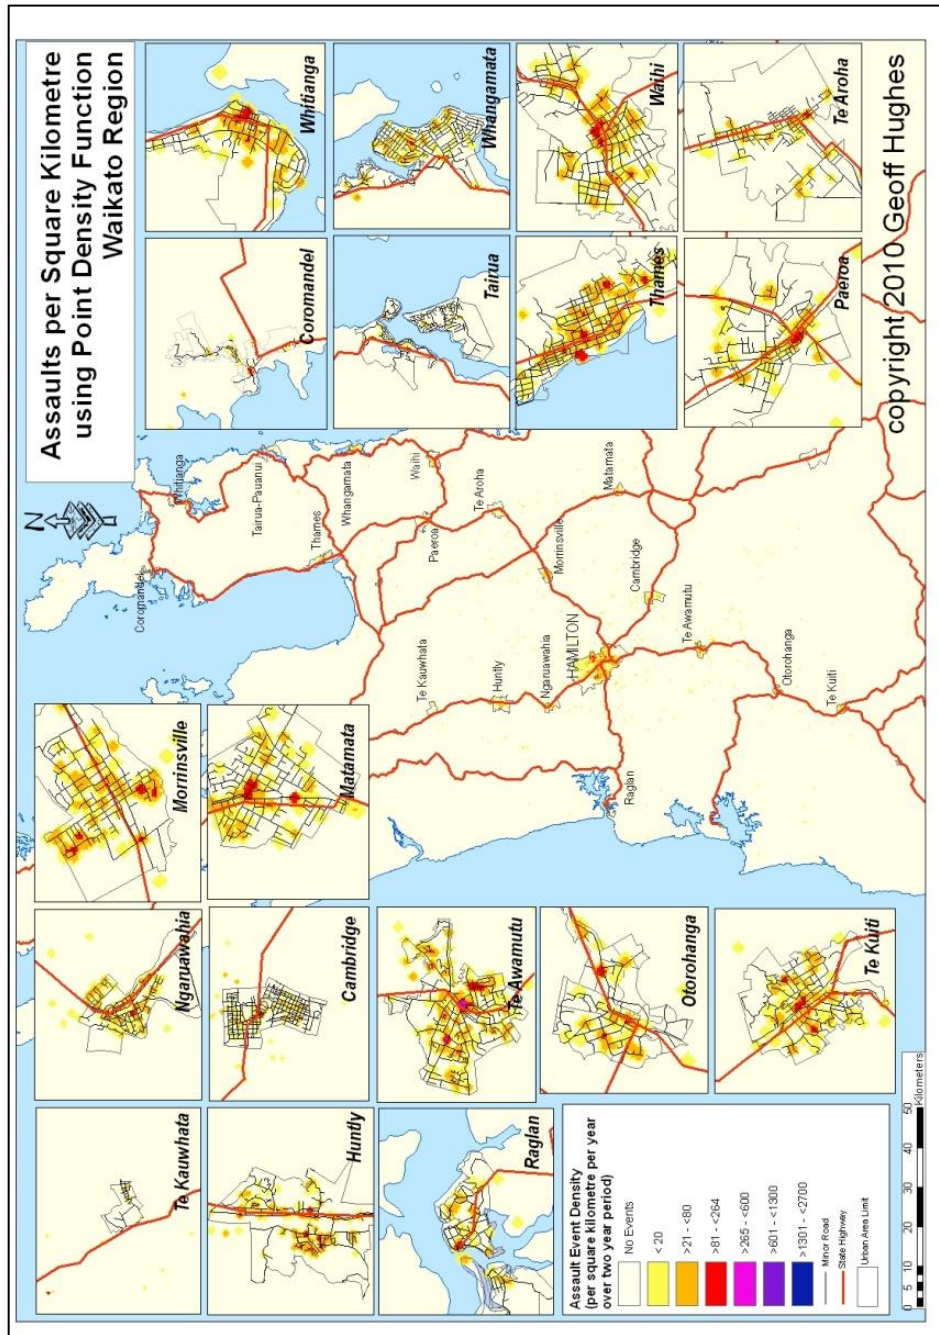 Assaults per Square Kilometre
using Point Density Function
Waikato Region
N
Te Kauwhata
Ngaruawahia
Morrinsville
Coromandel
Whitianga
Huntly
Cambridge
Matamata
Tairua
Whangamata
Raglan
Te Awamutu
Thames
Waihi
Otorohanga
Paeroa
Te Aroha
Te Kuiti
Coromandel
Whitianga
Tairua-Pauanui
Thames
Whangamata
Waihi
Paeroa
Te Aroha
Te Kauwhata
Huntly
Ngaruawahia
Morrinsville
Matamata
HAMILTON
Cambridge
Raglan
Te Awamutu
Otorohanga
Te Kuiti
Assault Event Density
(per square kilometre per year
over two year period)
No Events
< 20
>21 - <80
>81 - <264
>265 - <600
>601 - <1300
>1301 - <2700
Minor Road
State Highway
Urban Area Limit
0 5 10 20 30 40 50
Kilometers
copyright 2010 Geoff Hughes